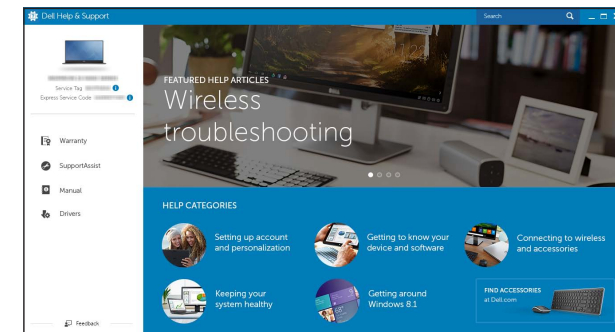 Dell Help & Support
Search
Service Tag
Express Service Code
Warranty
SupportAssist
Manual
Drivers
Feedback
FEATURED HELP ARTICLES
Wireless
troubleshooting
HELP CATEGORIES
Setting up account
and personalization
Getting to know your
device and software
Connecting to wireless
and accessories
Keeping your
system healthy
Getting around
Windows 8.1
FIND ACCESSORIES
at Dell.com